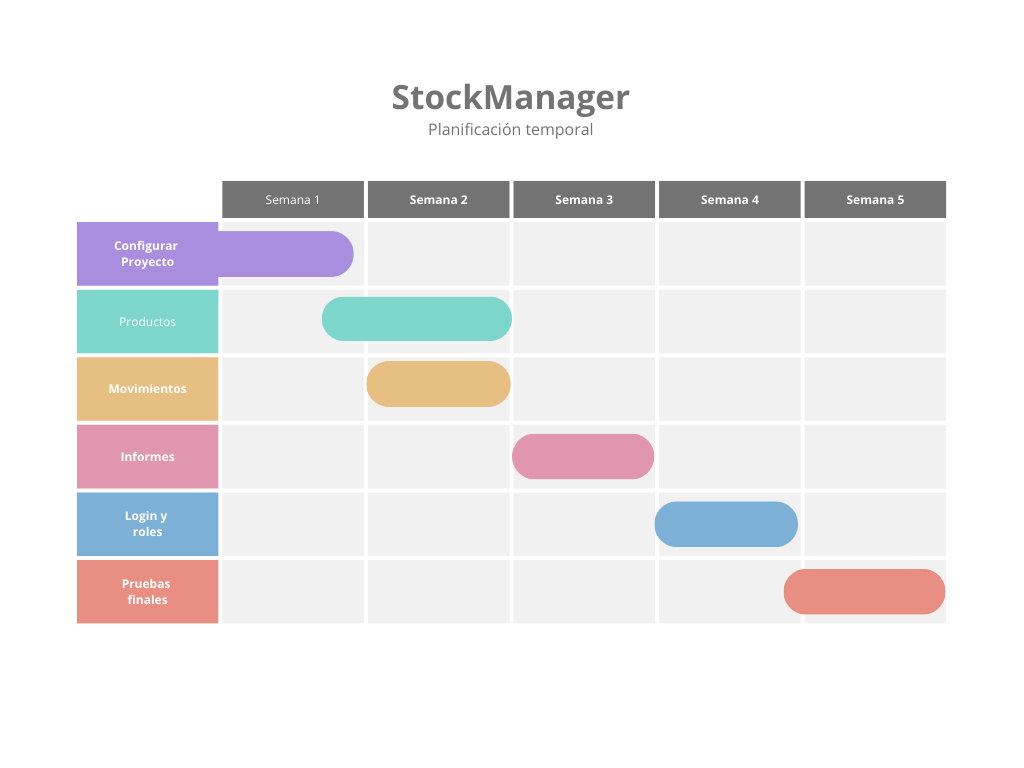 StockManager
Planificación temporal
Semana 1
Semana 2
Semana 3
Semana 4
Semana 5
Configurar
Proyecto
Productos
Movimientos
Informes
Login y
roles
Pruebas
finales